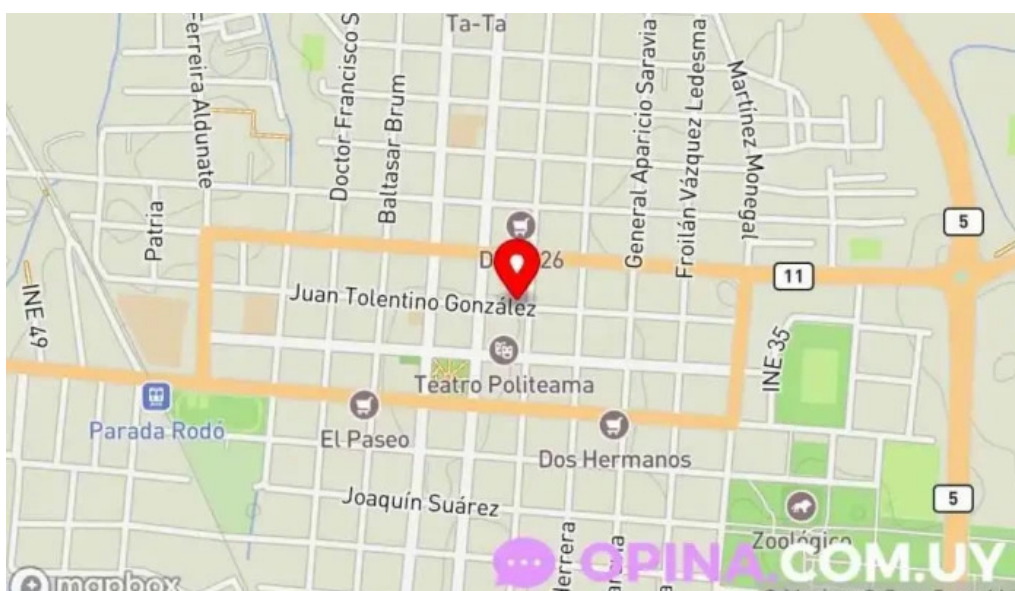 Ta-Ta
Ferreira Aldunate
Doctor Francisco S
Baltasar Brum
General Aparicio Saravia
Froilán Vázquez Ledesma
Martínez Monegal
Patria
5
D
26
11
INE 49
Juan Tolentino González
INE 35
Teatro Politeama
Parada Rodó
El Paseo
Dos Hermanos
Joaquín Suárez
5
Herrera
Zoológico
OPINA.COM.UY
mapbox